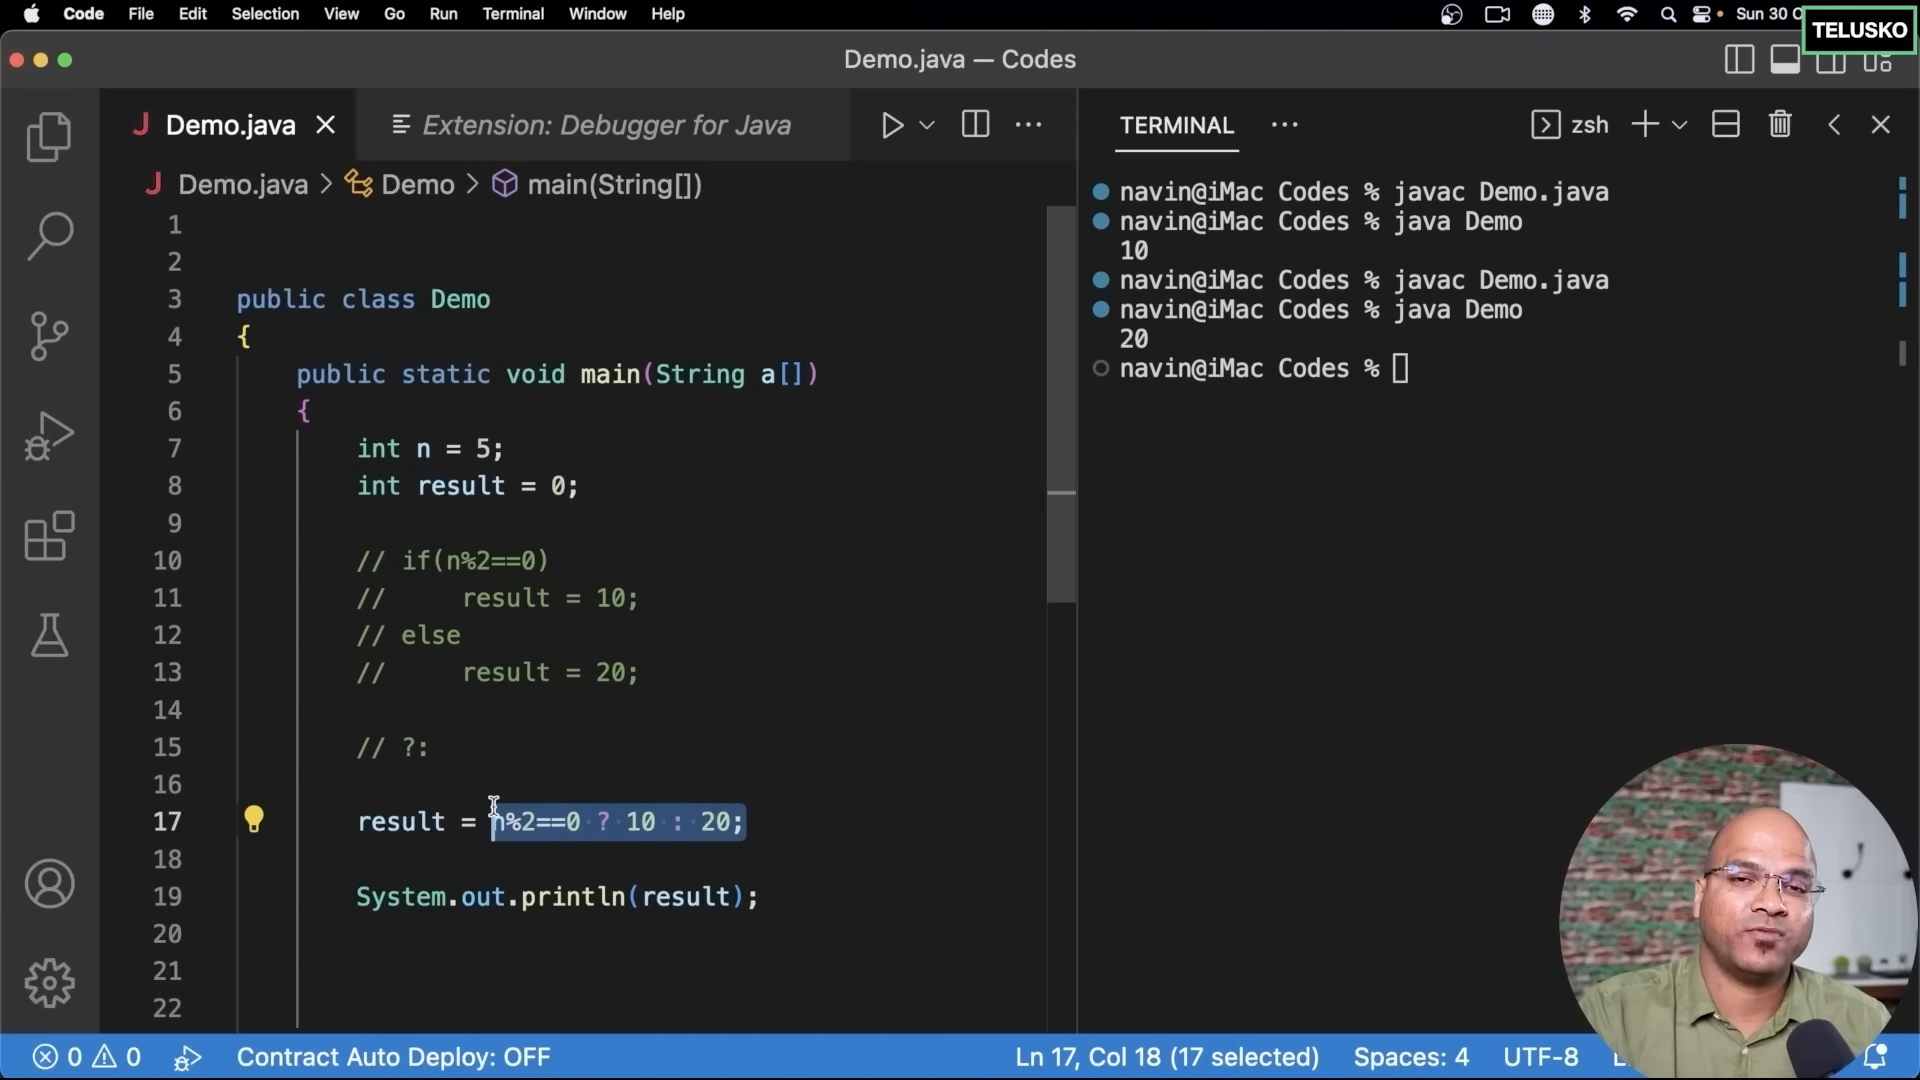 Code File Edit Selection View Go Run Terminal Window Help
Sun 30
TELUSKO
Demo.java — Codes
Demo.java
Extension: Debugger for Java
TERMINAL
zsh
Demo.java > Demo > main(String[])
1
2
3 public class Demo
4 {
5 public static void main(String a[])
6 {
7 int n = 5;
8 int result = 0;
9
10 // if(n%2==0)
11 //     result = 10;
12 // else
13 //     result = 20;
14
15 // ?:
16
17 result = n%2==0 ? 10 : 20;
18
19 System.out.println(result);
20
21
22
navin@iMac Codes % javac Demo.java
navin@iMac Codes % java Demo
10
navin@iMac Codes % javac Demo.java
navin@iMac Codes % java Demo
20
navin@iMac Codes %
0 0 Contract Auto Deploy: OFF
Ln 17, Col 18 (17 selected) Spaces: 4 UTF-8